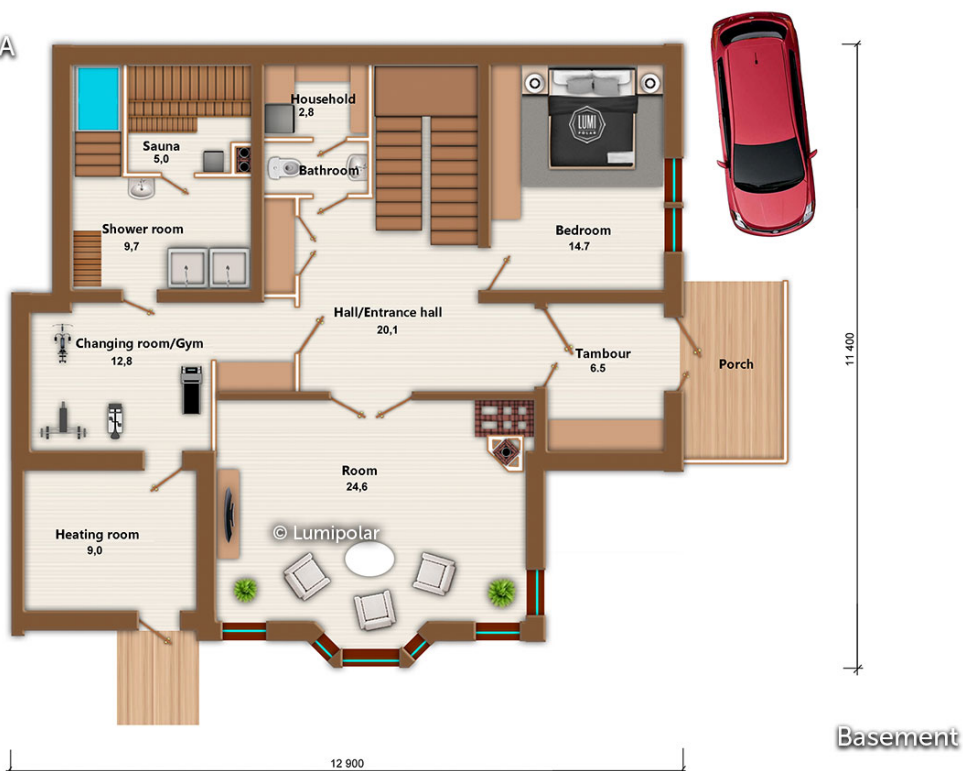 A
Household
2,8
Sauna
5,0
Bathroom
LUMI
POLAR
Shower room
9,7
Bedroom
14.7
Hall/Entrance hall
20,1
Changing room/Gym
12,8
Tambour
6.5
Porch
11 400
Room
24,6
© Lumipolar
Heating room
9,0
Basement
12 900